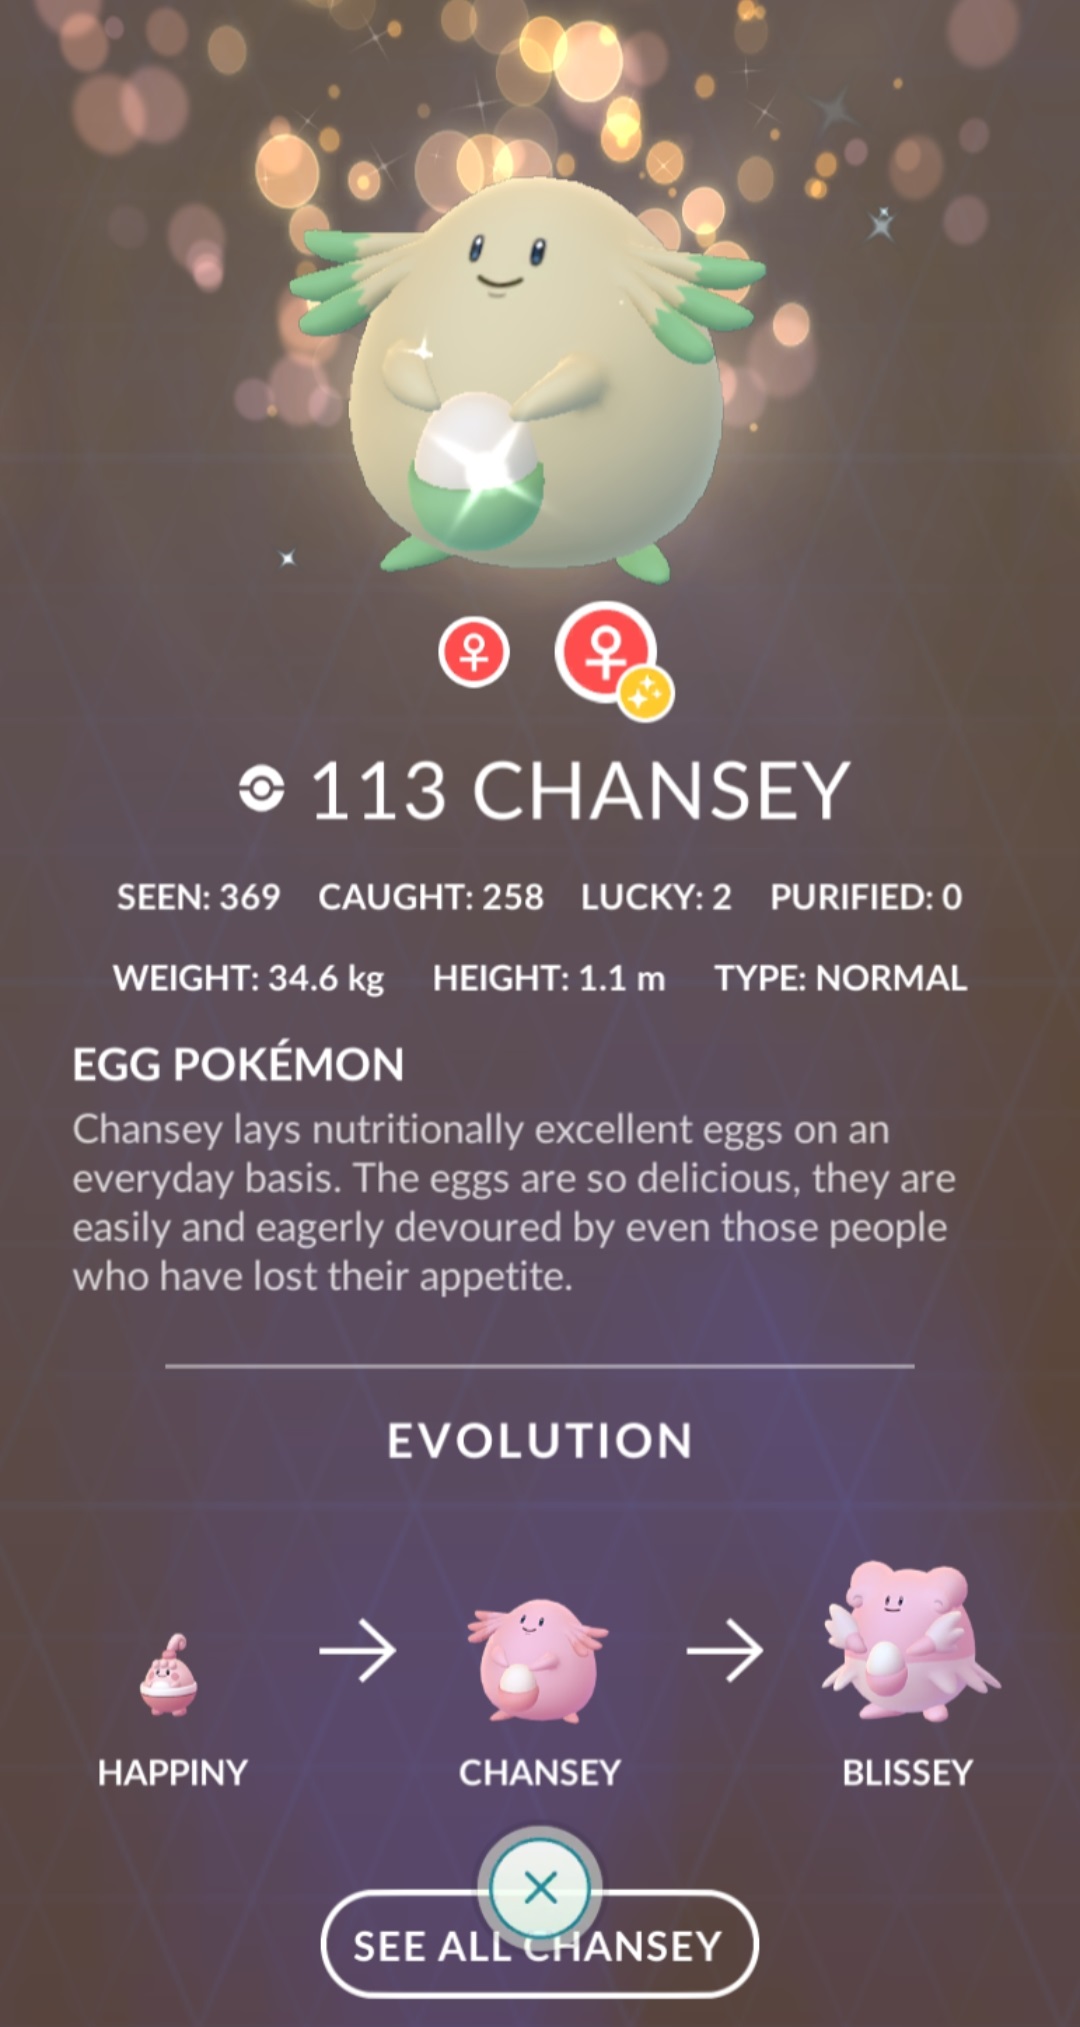 113 CHANSEY
SEEN: 369 CAUGHT: 258 LUCKY: 2 PURIFIED: 0
WEIGHT: 34.6 kg HEIGHT: 1.1 m TYPE: NORMAL
EGG POKÉMON
Chansey lays nutritionally excellent eggs on an
everyday basis. The eggs are so delicious, they are
easily and eagerly devoured by even those people
who have lost their appetite.
EVOLUTION
HAPPINY CHANSEY BLISSEY
SEE ALL CHANSEY